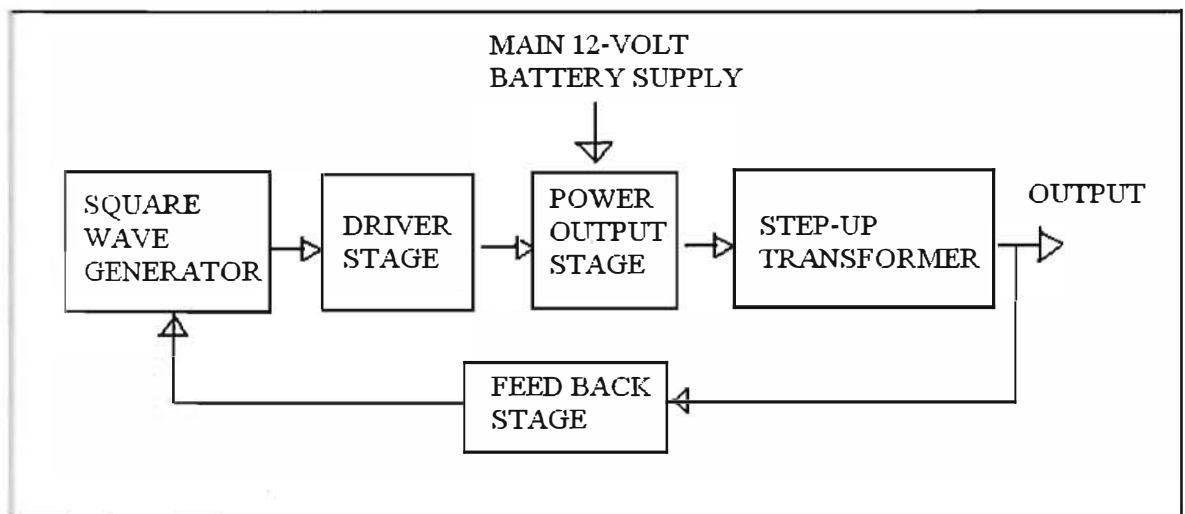 MAIN 12-VOLT
BATTERY SUPPLY
SQUARE
WAVE
GENERATOR
DRIVER
STAGE
POWER
OUTPUT
STAGE
STEP-UP
TRANSFORMER
OUTPUT
FEED BACK
STAGE